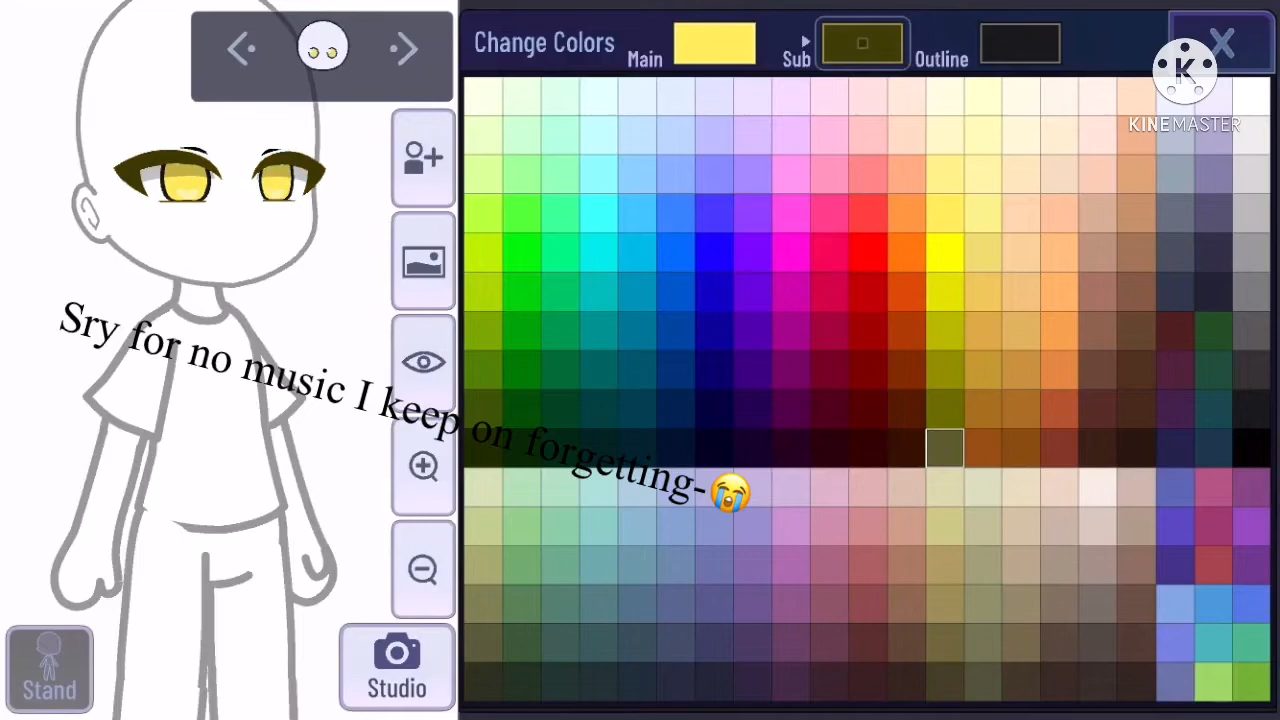 Change Colors
Main
Sub
Outline
X
K
KINEMASTER
Sry for no music I keep on forgetting-😭
Stand
Studio